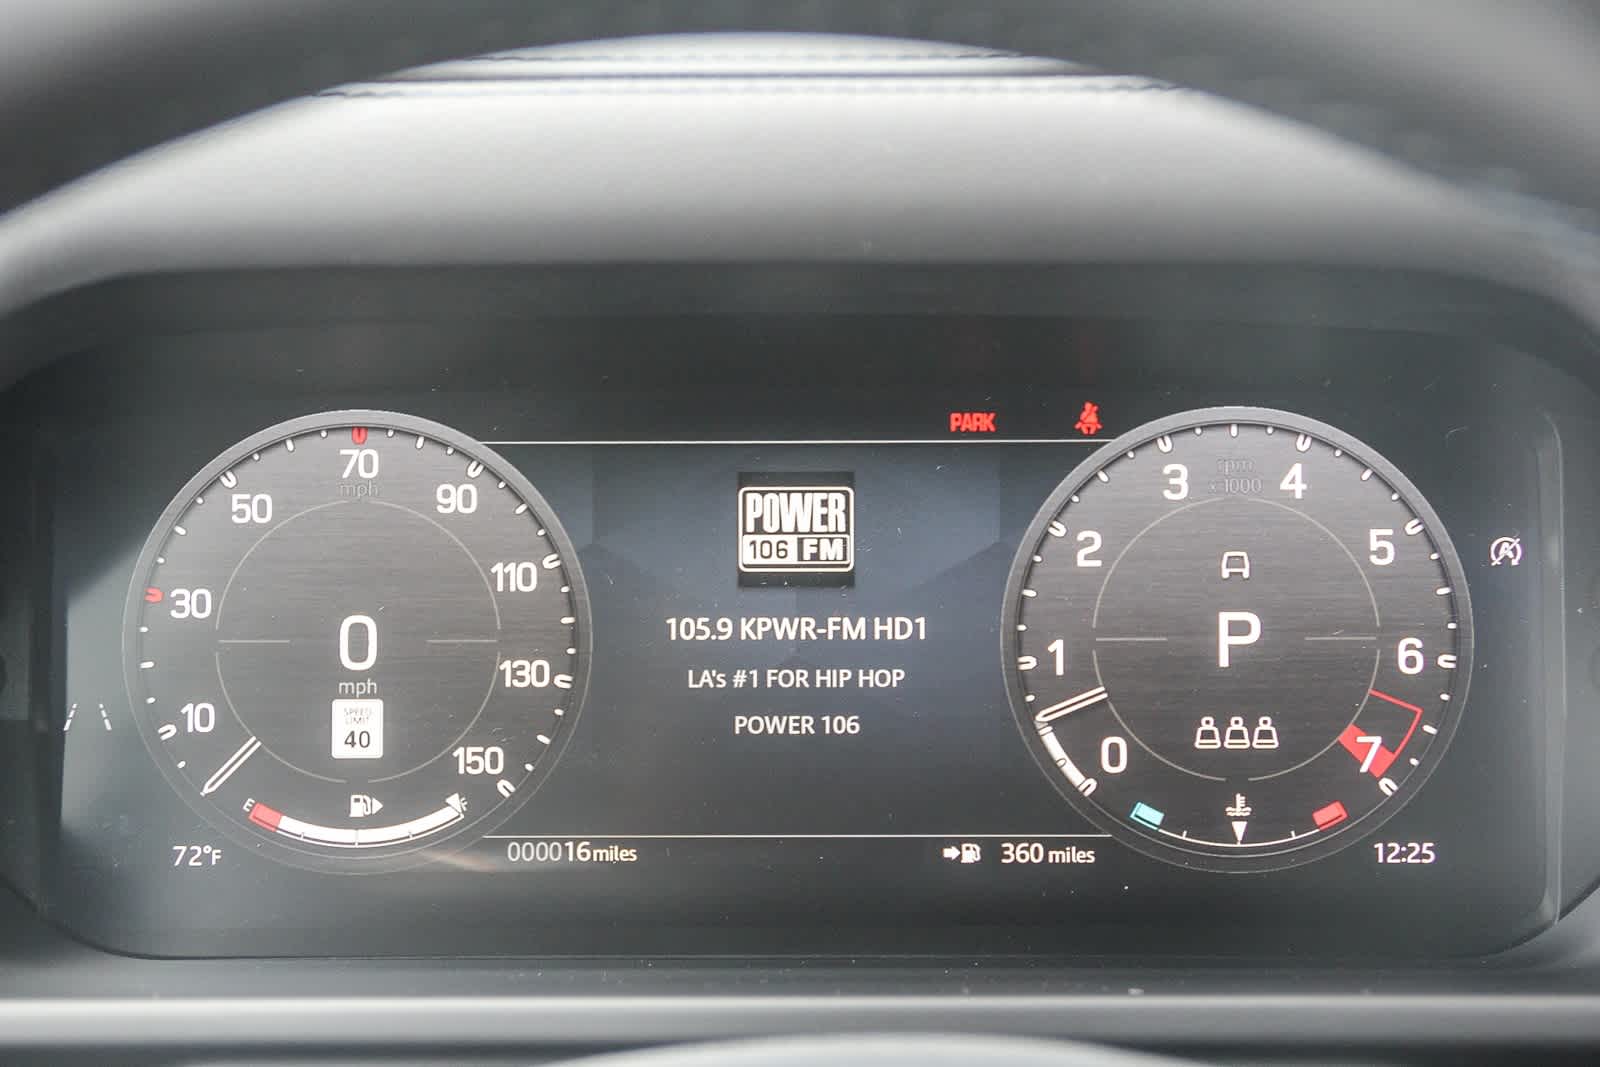 PARK
10
30
50
70
mph
90
110
130
150
0
mph
SPEED
LIMIT
40
E
F
POWER
106 FM
105.9 KPWR-FM HD1
LA's #1 FOR HIP HOP
POWER 106
0
1
2
3
rpm
x1000
4
5
6
7
P
A
72°F
000016 miles
360 miles
12:25